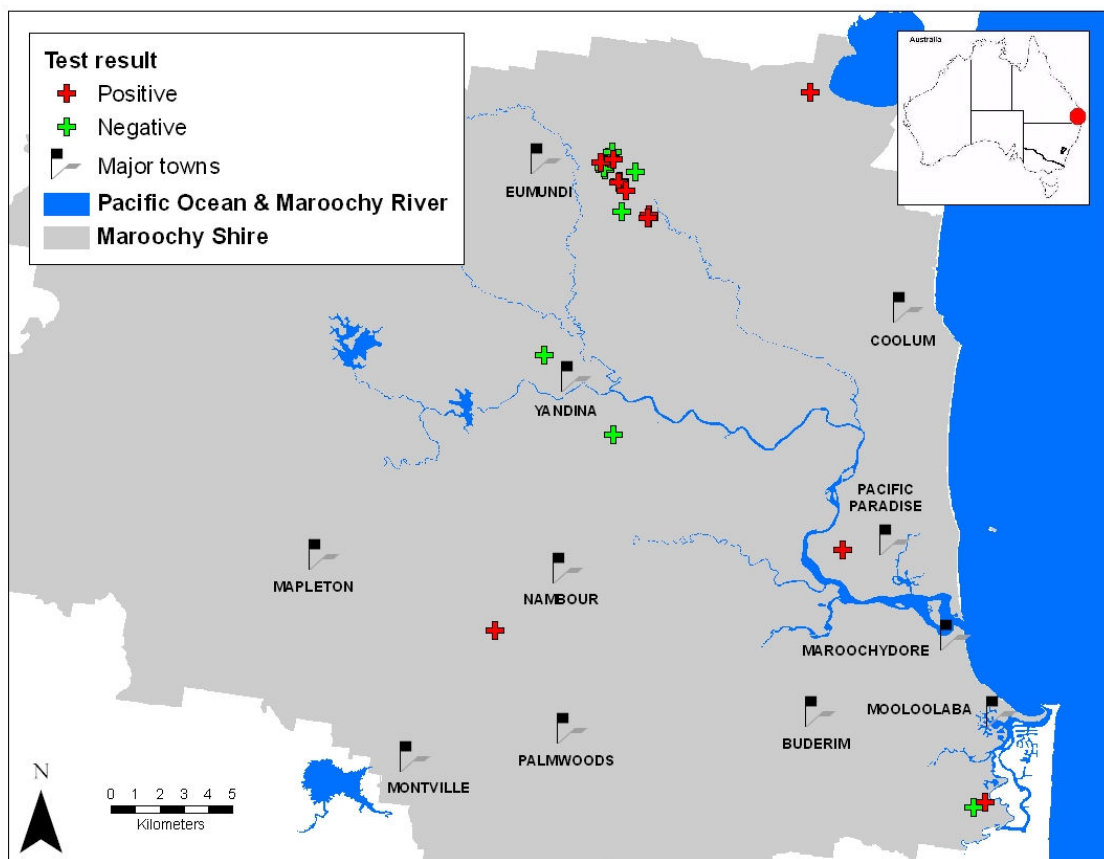 Test result
Positive
Negative
Major towns
Pacific Ocean & Maroochy River
Maroochy Shire
Australia
EUMUNDI
COOLUM
YANDINA
PACIFIC
PARADISE
MAPLETON
NAMBOUR
MAROOCHYDORE
MOOLOOLABA
BUDERIM
PALMWOODS
MONTVILLE
N
0 1 2 3 4 5
Kilometers